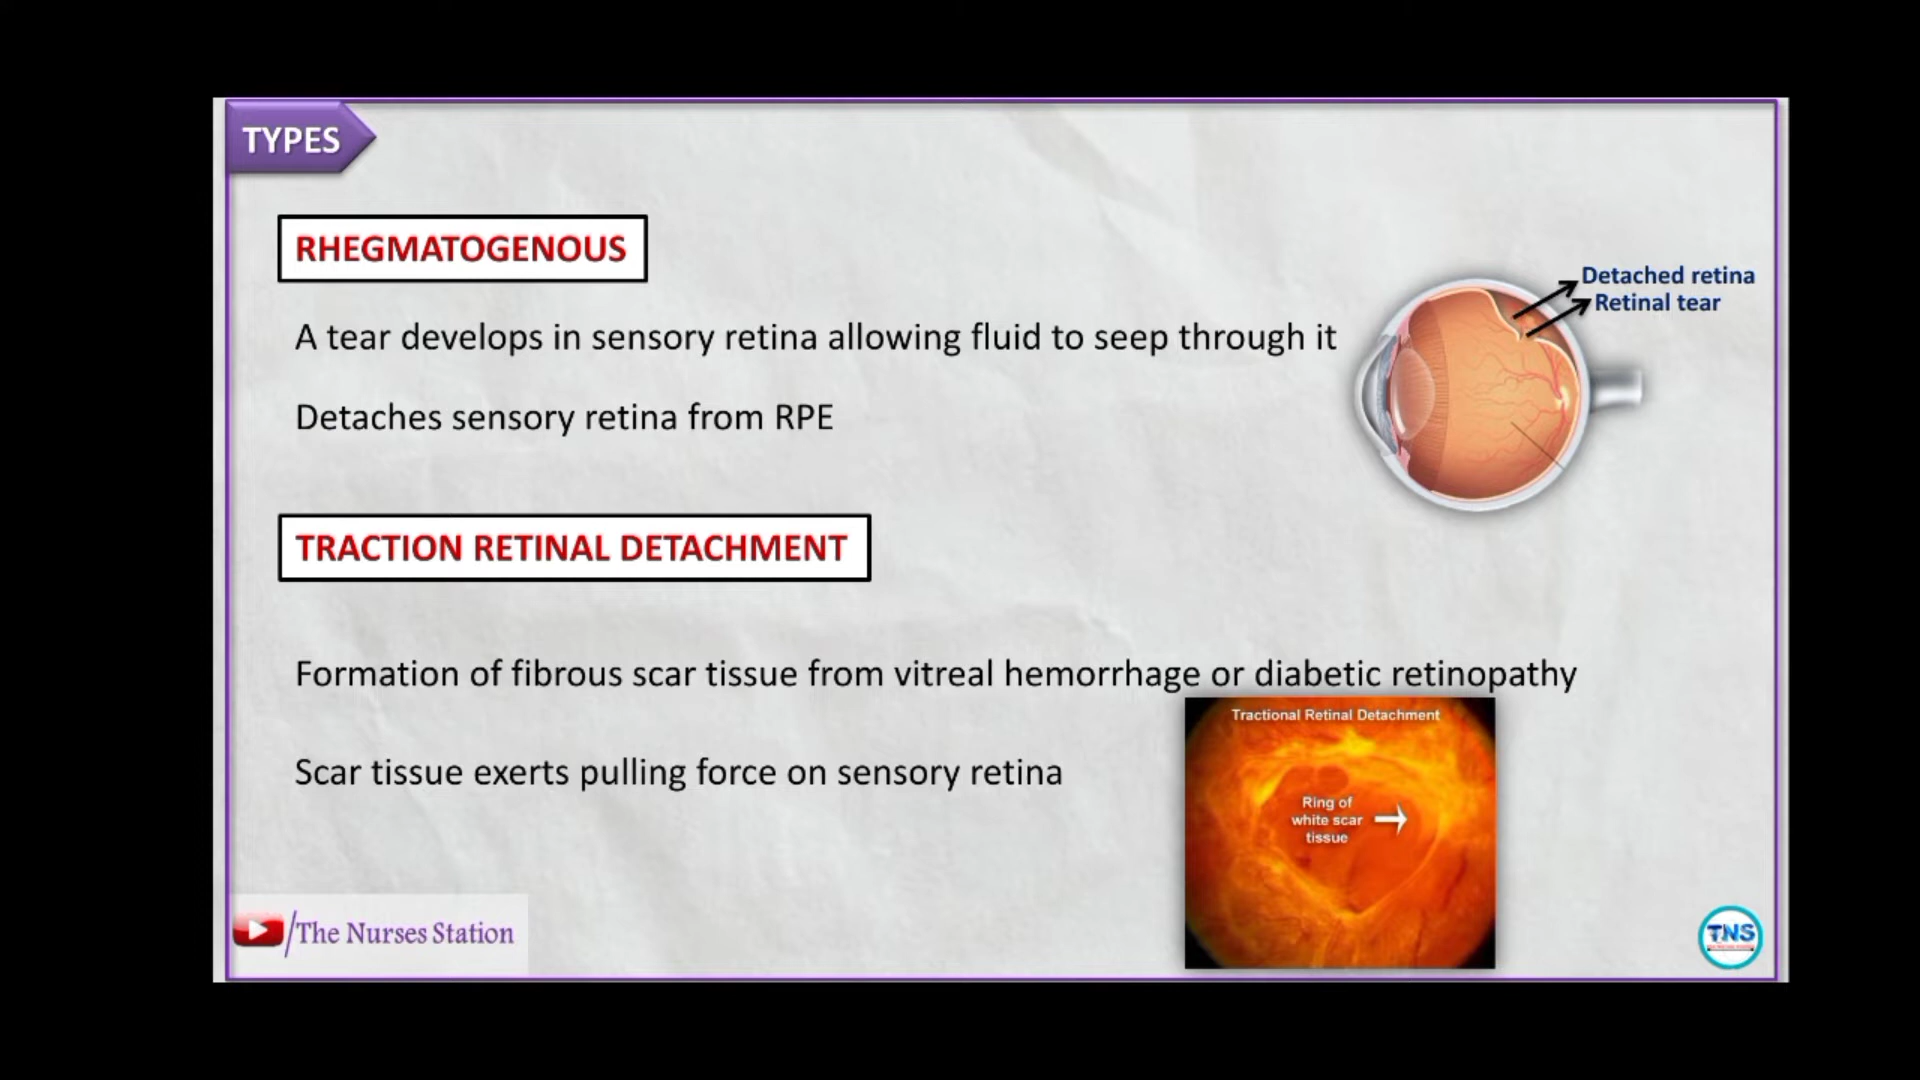 TYPES
RHEGMATOGENOUS
Detached retina
Retinal tear
A tear develops in sensory retina allowing fluid to seep through it
Detaches sensory retina from RPE
TRACTION RETINAL DETACHMENT
Formation of fibrous scar tissue from vitreal hemorrhage or diabetic retinopathy
Scar tissue exerts pulling force on sensory retina
Tractional Retinal Detachment
Ring of
white scar
tissue
/The Nurses Station
TNS